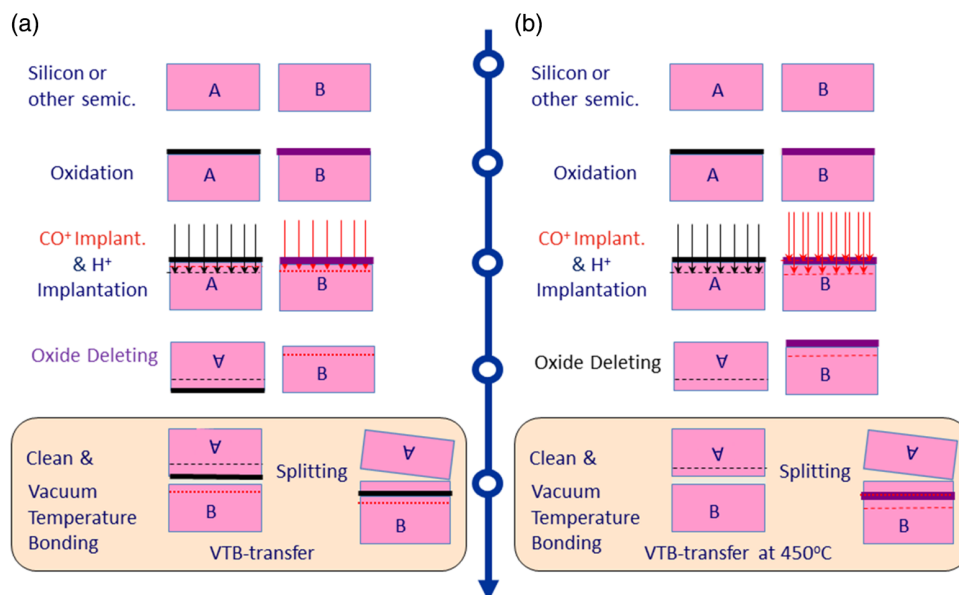 (a)
Silicon or
other semic.
A
B
Oxidation
A
B
CO⁺ Implant.
& H⁺
Implantation
A
B
Oxide Deleting
A
B
Clean &
Vacuum
Temperature
Bonding
A
B
Splitting
A
B
VTB-transfer
(b)
Silicon or
other semic.
A
B
Oxidation
A
B
CO⁺ Implant.
& H⁺
Implantation
A
B
Oxide Deleting
A
B
Clean &
Vacuum
Temperature
Bonding
A
B
Splitting
A
B
VTB-transfer at 450⁰C